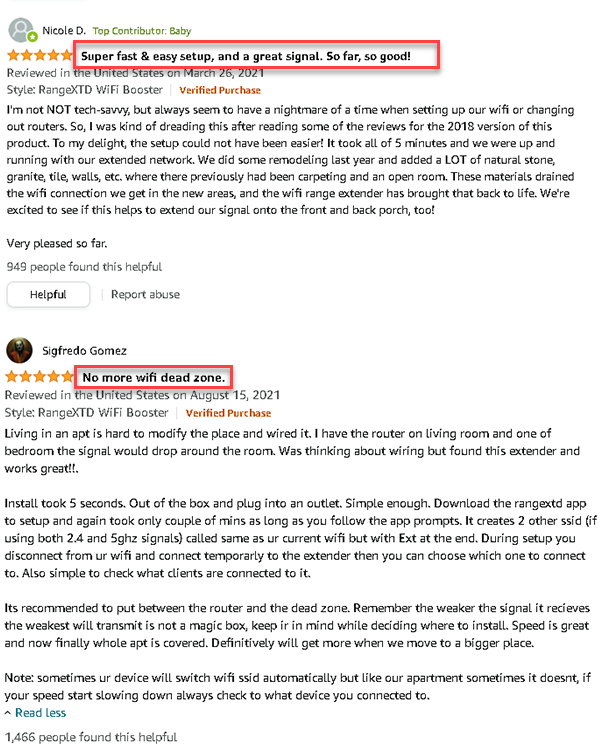 Nicole D. Top Contributor: Baby
Super fast & easy setup, and a great signal. So far, so good!
Reviewed in the United States on March 26, 2021
Style: RangeXTD WiFi Booster | Verified Purchase
I'm not NOT tech-savvy, but always seem to have a nightmare of a time when setting up our wifi or changing
out routers. So, I was kind of dreading this after reading some of the reviews for the 2018 version of this
product. To my delight, the setup could not have been easier! It took all of 5 minutes and we were up and
running with our extended network. We did some remodeling last year and added a LOT of natural stone,
granite, tile, walls, etc. where there previously had been carpeting and an open room. These materials drained
the wifi connection we get in the new areas, and the wifi range extender has brought that back to life. We're
excited to see if this helps to extend our signal onto the front and back porch, too!
Very pleased so far.
949 people found this helpful
Helpful | Report abuse
Sigfredo Gomez
No more wifi dead zone.
Reviewed in the United States on August 15, 2021
Style: RangeXTD WiFi Booster | Verified Purchase
Living in an apt is hard to modify the place and wired it. I have the router on living room and one of
bedroom the signal would drop around the room. Was thinking about wiring but found this extender and
works great!!.
Install took 5 seconds. Out of the box and plug into an outlet. Simple enough. Download the rangextd app
to setup and again took only couple of mins as long as you follow the app prompts. It creates 2 other ssid (if
using both 2.4 and 5ghz signals) called same as ur current wifi but with Ext at the end. During setup you
disconnect from ur wifi and connect temporarly to the extender then you can choose which one to connect
to. Also simple to check what clients are connected to it.
Its recommended to put between the router and the dead zone. Remember the weaker the signal it recieves
the weakest will transmit is not a magic box, keep ir in mind while deciding where to install. Speed is great
and now finally whole apt is covered. Definitively will get more when we move to a bigger place.
Note: sometimes ur device will switch wifi ssid automatically but like our apartment sometimes it doesnt, if
your speed start slowing down always check to what device you connected to.
Read less
1,466 people found this helpful